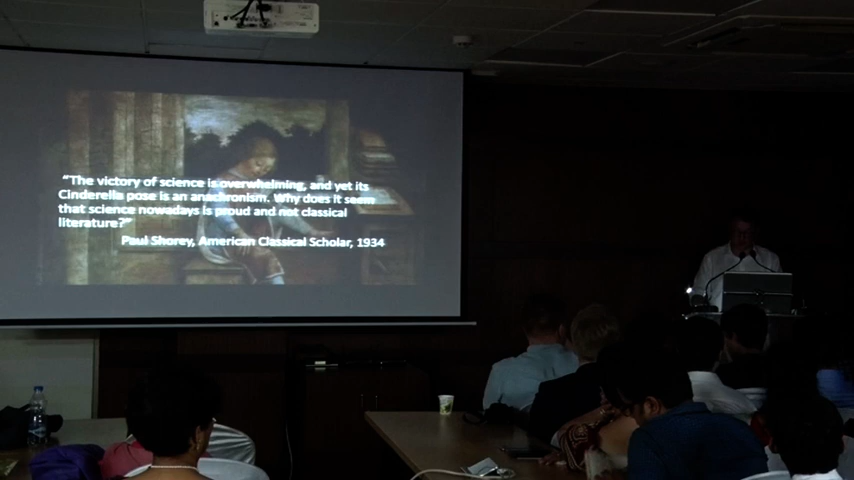 “The victory of science is overwhelming, and yet its
Cinderella pose is an anachronism. Why does it seem
that science nowadays is proud and not classical
literature?”
Paul Shorey, American Classical Scholar, 1934